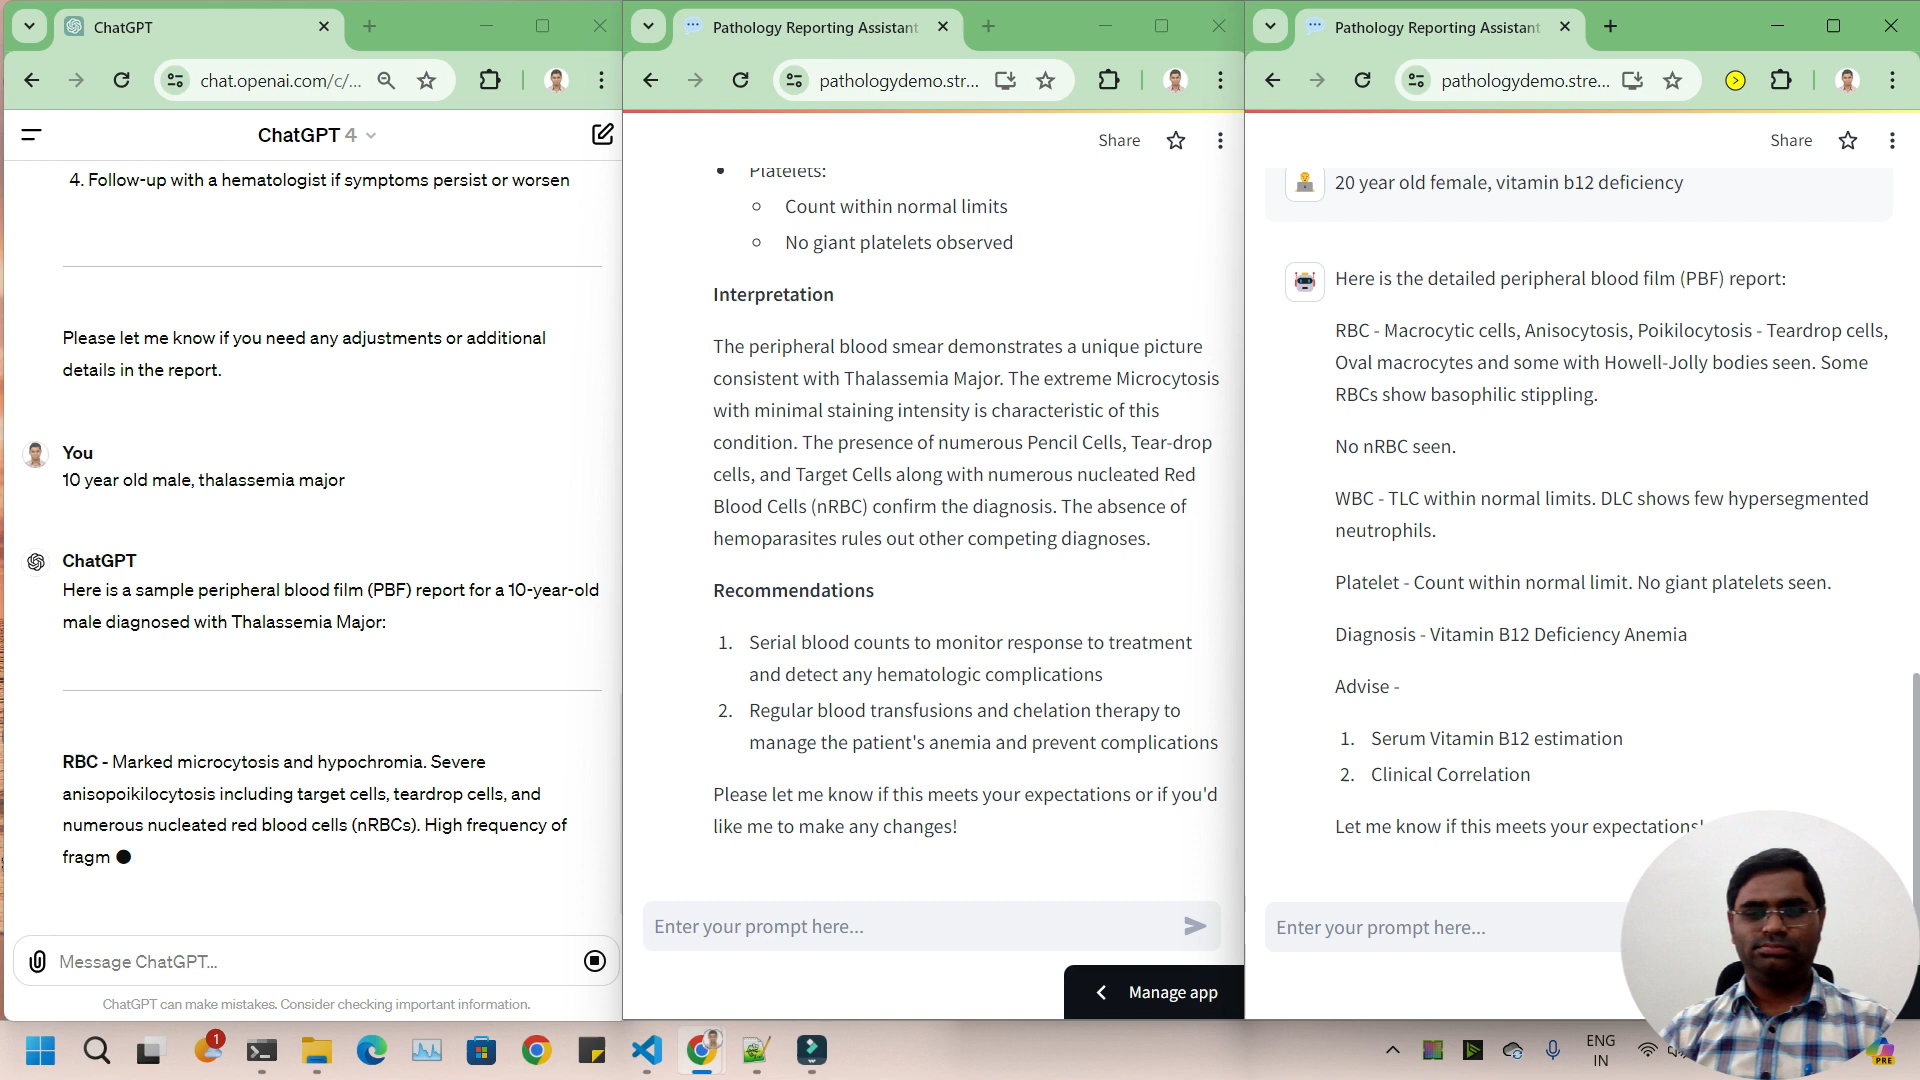 ChatGPT
chat.openai.com/c/...
ChatGPT 4
4. Follow-up with a hematologist if symptoms persist or worsen
Please let me know if you need any adjustments or additional
details in the report.
You
10 year old male, thalassemia major
ChatGPT
Here is a sample peripheral blood film (PBF) report for a 10-year-old
male diagnosed with Thalassemia Major:
RBC - Marked microcytosis and hypochromia. Severe
anisopoikilocytosis including target cells, teardrop cells, and
numerous nucleated red blood cells (nRBCs). High frequency of
fragm
Message ChatGPT...
ChatGPT can make mistakes. Consider checking important information.
Pathology Reporting Assistant
pathologydemo.str...
Share
Platelets:
Count within normal limits
No giant platelets observed
Interpretation
The peripheral blood smear demonstrates a unique picture
consistent with Thalassemia Major. The extreme Microcytosis
with minimal staining intensity is characteristic of this
condition. The presence of numerous Pencil Cells, Tear-drop
cells, and Target Cells along with numerous nucleated Red
Blood Cells (nRBC) confirm the diagnosis. The absence of
hemoparasites rules out other competing diagnoses.
Recommendations
1. Serial blood counts to monitor response to treatment
and detect any hematologic complications
2. Regular blood transfusions and chelation therapy to
manage the patient's anemia and prevent complications
Please let me know if this meets your expectations or if you'd
like me to make any changes!
Enter your prompt here...
Manage app
Pathology Reporting Assistant
pathologydemo.stre...
Share
20 year old female, vitamin b12 deficiency
Here is the detailed peripheral blood film (PBF) report:
RBC - Macrocytic cells, Anisocytosis, Poikilocytosis - Teardrop cells,
Oval macrocytes and some with Howell-Jolly bodies seen. Some
RBCs show basophilic stippling.
No nRBC seen.
WBC - TLC within normal limits. DLC shows few hypersegmented
neutrophils.
Platelet - Count within normal limit. No giant platelets seen.
Diagnosis - Vitamin B12 Deficiency Anemia
Advise -
1. Serum Vitamin B12 estimation
2. Clinical Correlation
Let me know if this meets your expectations!
Enter your prompt here...
1
ENG
IN
PRE